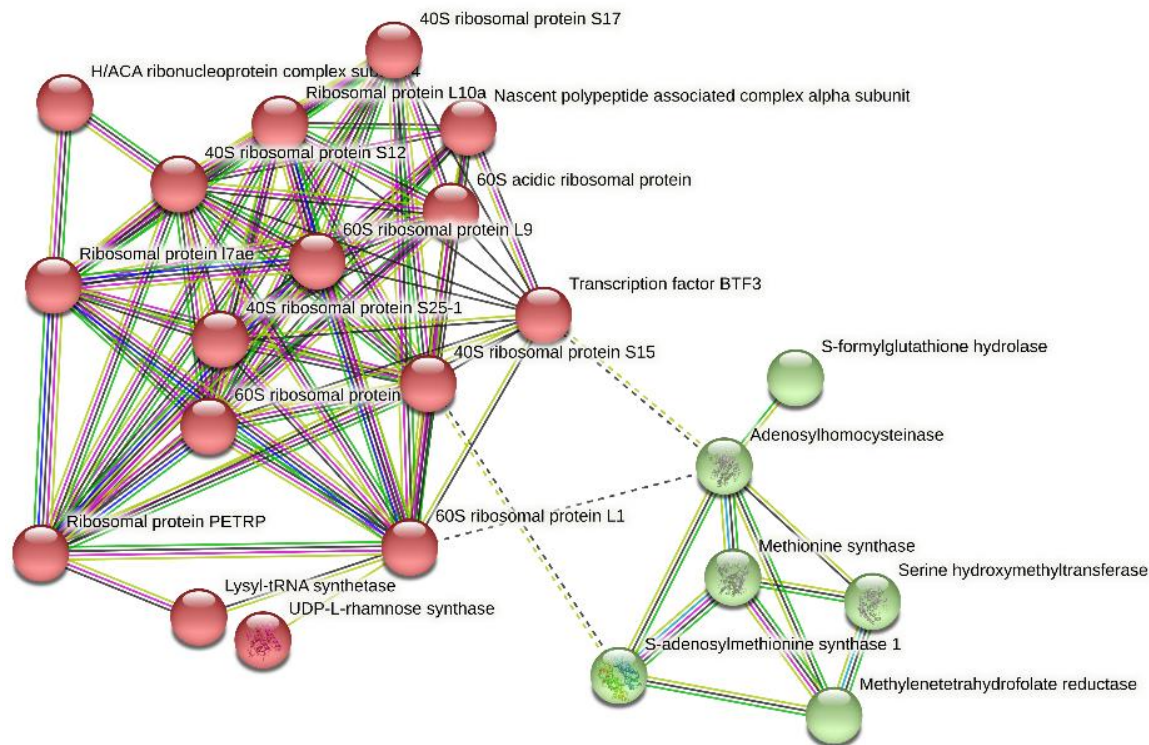 40S ribosomal protein S17
H/ACA ribonucleoprotein complex subunit 4
Ribosomal protein L10a
Nascent polypeptide associated complex alpha subunit
40S ribosomal protein S12
60S acidic ribosomal protein
60S ribosomal protein L9
Ribosomal protein l7ae
Transcription factor BTF3
40S ribosomal protein S25-1
40S ribosomal protein S15
S-formylglutathione hydrolase
60S ribosomal protein
Adenosylhomocysteinase
Ribosomal protein PETRP
60S ribosomal protein L1
Methionine synthase
Serine hydroxymethyltransferase
Lysyl-tRNA synthetase
UDP-L-rhamnose synthase
S-adenosylmethionine synthase 1
Methylenetetrahydrofolate reductase